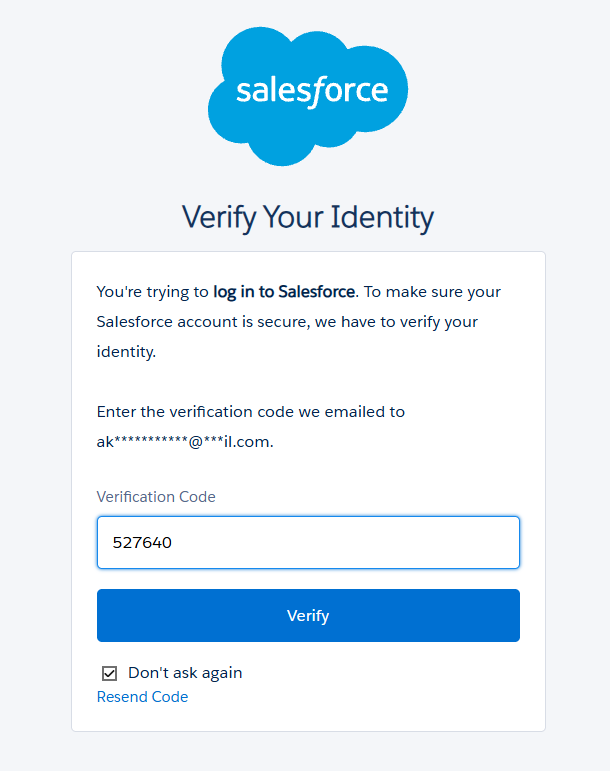 salesforce
Verify Your Identity
You're trying to log in to Salesforce. To make sure your
Salesforce account is secure, we have to verify your
identity.
Enter the verification code we emailed to
ak***********@***il.com.
Verification Code
527640
Verify
Don't ask again
Resend Code